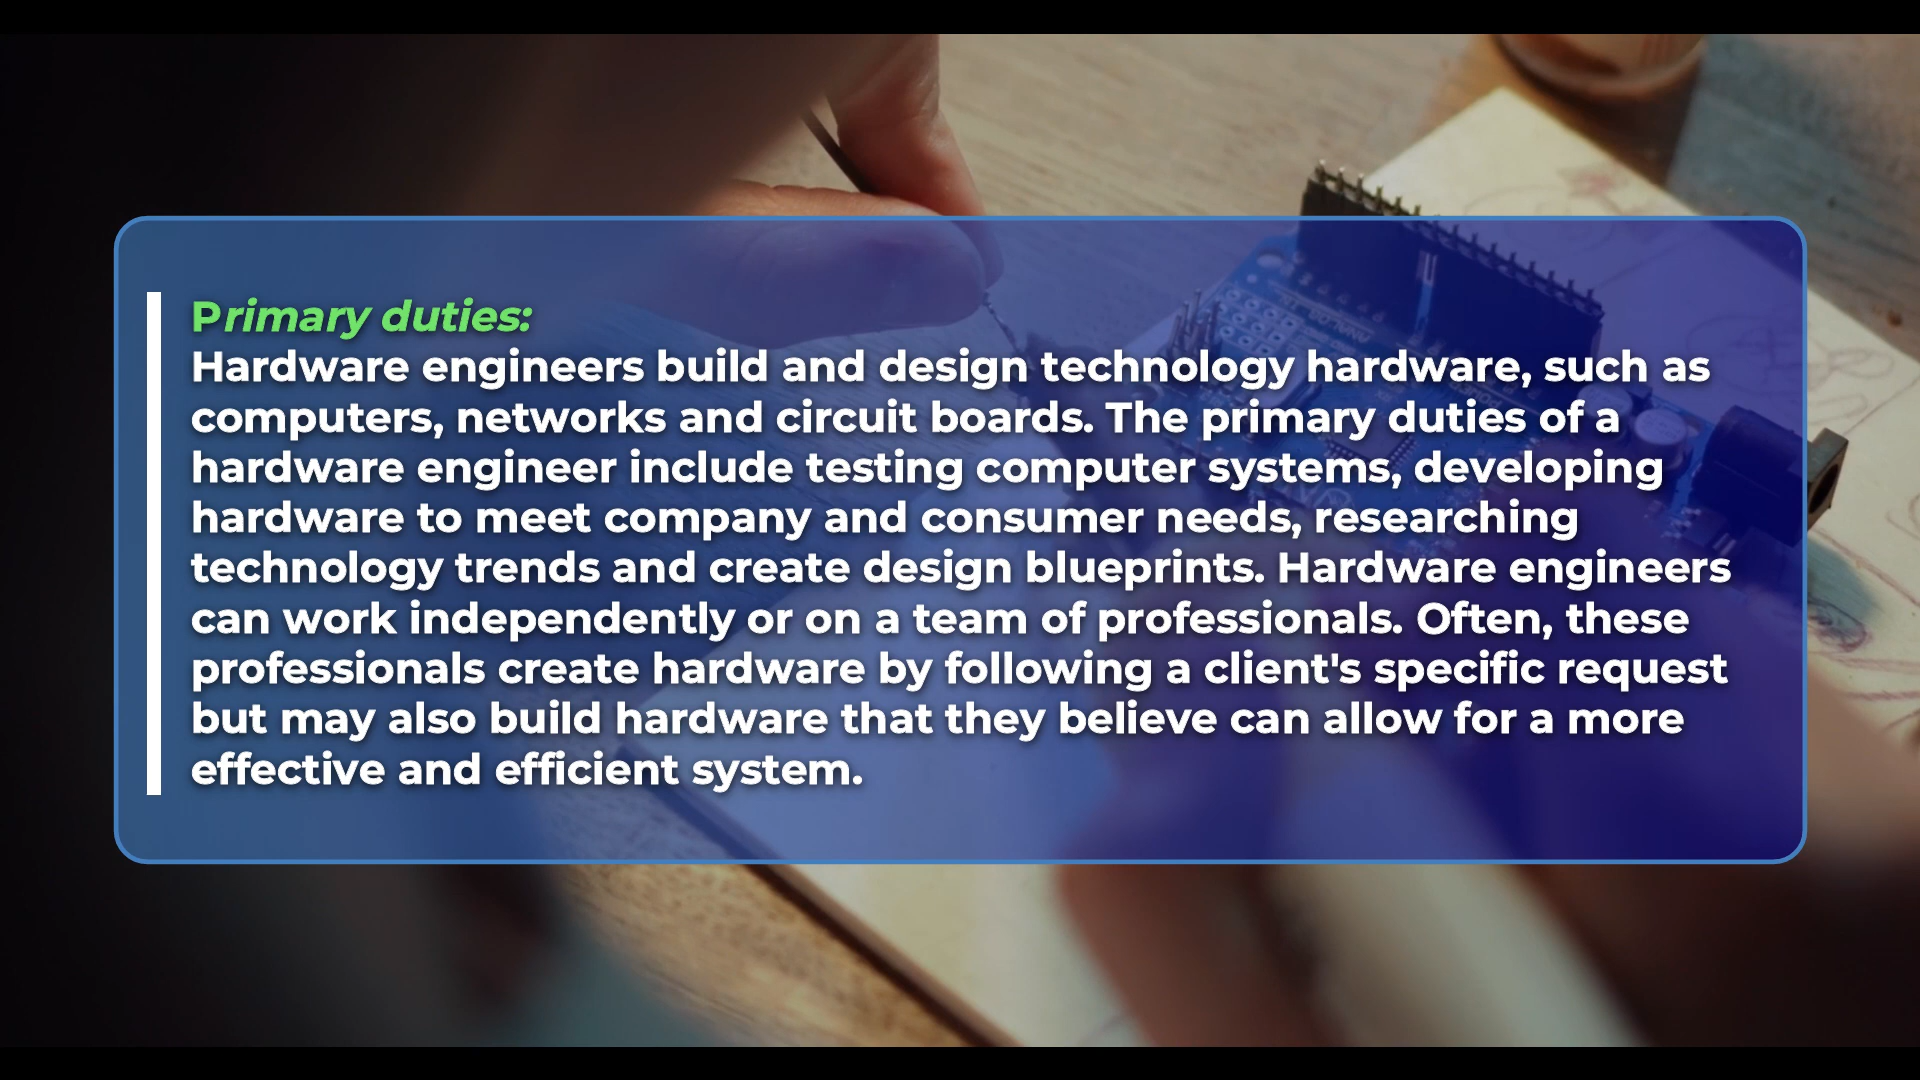 Primary duties:
Hardware engineers build and design technology hardware, such as
computers, networks and circuit boards. The primary duties of a
hardware engineer include testing computer systems, developing
hardware to meet company and consumer needs, researching
technology trends and create design blueprints. Hardware engineers
can work independently or on a team of professionals. Often, these
professionals create hardware by following a client's specific request
but may also build hardware that they believe can allow for a more
effective and efficient system.